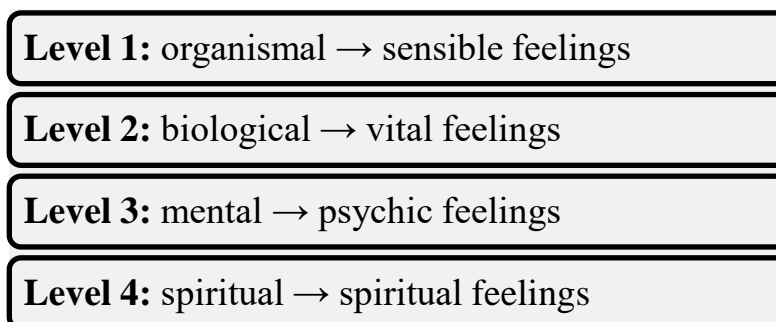 Level 1: organismal → sensible feelings
Level 2: biological → vital feelings
Level 3: mental → psychic feelings
Level 4: spiritual → spiritual feelings